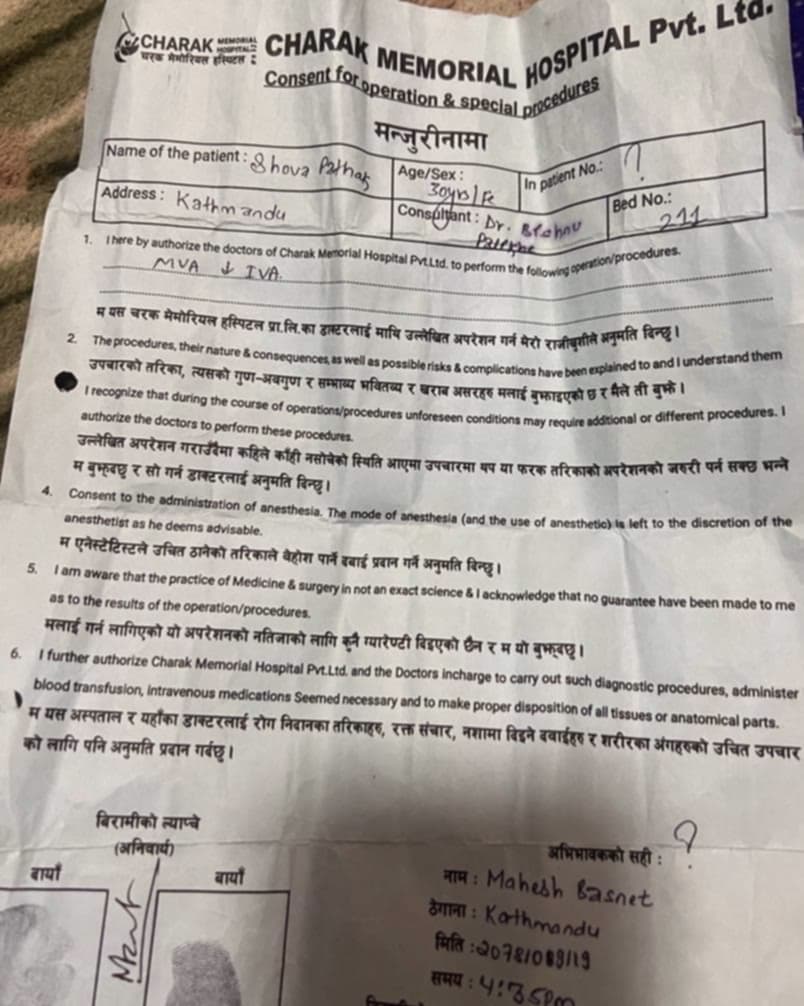 CHARAK MEMORIAL HOSPITAL
चरक मेमोरियल हस्पिटल
CHARAK MEMORIAL HOSPITAL Pvt. Ltd.
Consent for operation & special procedures
मन्जुरीनामा
Name of the patient : Shova Pathak Age/Sex : 30yrs/Fe In patient No.: ?
Address : Kathmandu Consultant : Dr. Bed No.: 211
1. I here by authorize the doctors of Charak Memorial Hospital Pvt.Ltd. to perform the following operation/procedures.
MVA ↓ IVA.
म यस चरक मेमोरियल हस्पिटल प्रा.लि.का डाक्टरलाई माथि उल्लेखित अपरेशन गर्न मेरो राजीखुशीले अनुमति दिन्छु।
2. The procedures, their nature & consequences, as well as possible risks & complications have been explained to and I understand them
उपचारको तरिका, त्यसको गुण-अवगुण र सम्भाव्य भवितव्य र खराब असरहरु मलाई बुझाइएको छ र मैले ती बुझें।
I recognize that during the course of operations/procedures unforeseen conditions may require additional or different procedures. I
authorize the doctors to perform these procedures.
उल्लेखित अपरेशन गराउँदैमा कहिले काँही नसोचेको स्थिति आएमा उपचारमा थप या फरक तरिकाको अपरेशनको जरुरी पर्न सक्छ भन्ने
म बुझ्दछु र सो गर्न डाक्टरलाई अनुमति दिन्छु।
4. Consent to the administration of anesthesia. The mode of anesthesia (and the use of anesthetic) is left to the discretion of the
anesthetist as he deems advisable.
म एनेस्टेटिस्टले उचित ठानेको तरिकाले बेहोश पार्ने दबाई प्रदान गर्ने अनुमति दिन्छु।
5. I am aware that the practice of Medicine & surgery in not an exact science & I acknowledge that no guarantee have been made to me
as to the results of the operation/procedures.
मलाई गर्न लागिएको यो अपरेशनको नतिजाको लागि कुनै ग्यारेण्टी दिइएको छैन र म यो बुझ्दछु।
6. I further authorize Charak Memorial Hospital Pvt.Ltd. and the Doctors incharge to carry out such diagnostic procedures, administer
blood transfusion, intravenous medications Seemed necessary and to make proper disposition of all tissues or anatomical parts.
म यस अस्पताल र यहाँका डाक्टरलाई रोग निदानका तरिकाहरु, रक्त संचार, नशामा दिइने दवाईहरु र शरीरका अंगहरुको उचित उपचार
को लागि पनि अनुमति प्रदान गर्दछु।
बिरामीको ल्याप्चे
(अनिवार्य)
बायाँ बायाँ
अभिभावकको सही : ?
नाम : Mahesh Basnet
ठेगाना : Kathmandu
मिति : 2078/08/19
समय : 4:35pm